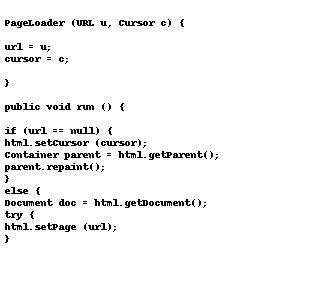 PageLoader (URL u, Cursor c) {
url = u;
cursor = c;
}
public void run () {
if (url == null) {
html.setCursor (cursor);
Container parent = html.getParent();
parent.repaint();
}
else {
Document doc = html.getDocument();
try {
html.setPage (url);
}